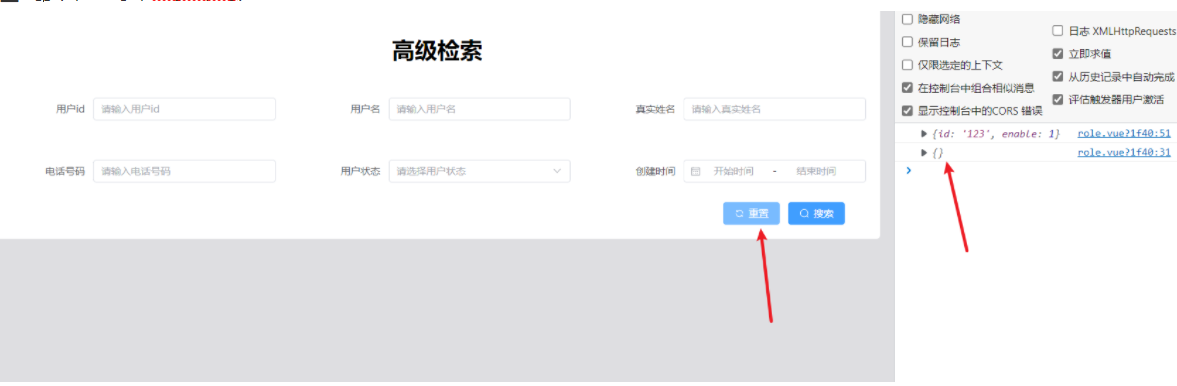 高级检索
用户id 请输入用户id 用户名 请输入用户名 真实姓名 请输入真实姓名
电话号码 请输入电话号码 用户状态 请选择用户状态 创建时间 开始时间 - 结束时间
重置 搜索
隐藏网络
日志 XMLHttpRequests
保留日志
立即求值
仅限选定的上下文
从历史记录中自动完成
在控制台中组合相似消息
评估触发器用户激活
显示控制台中的CORS 错误
{id: '123', enable: 1} role.vue?1f40:51
{} role.vue?1f40:31